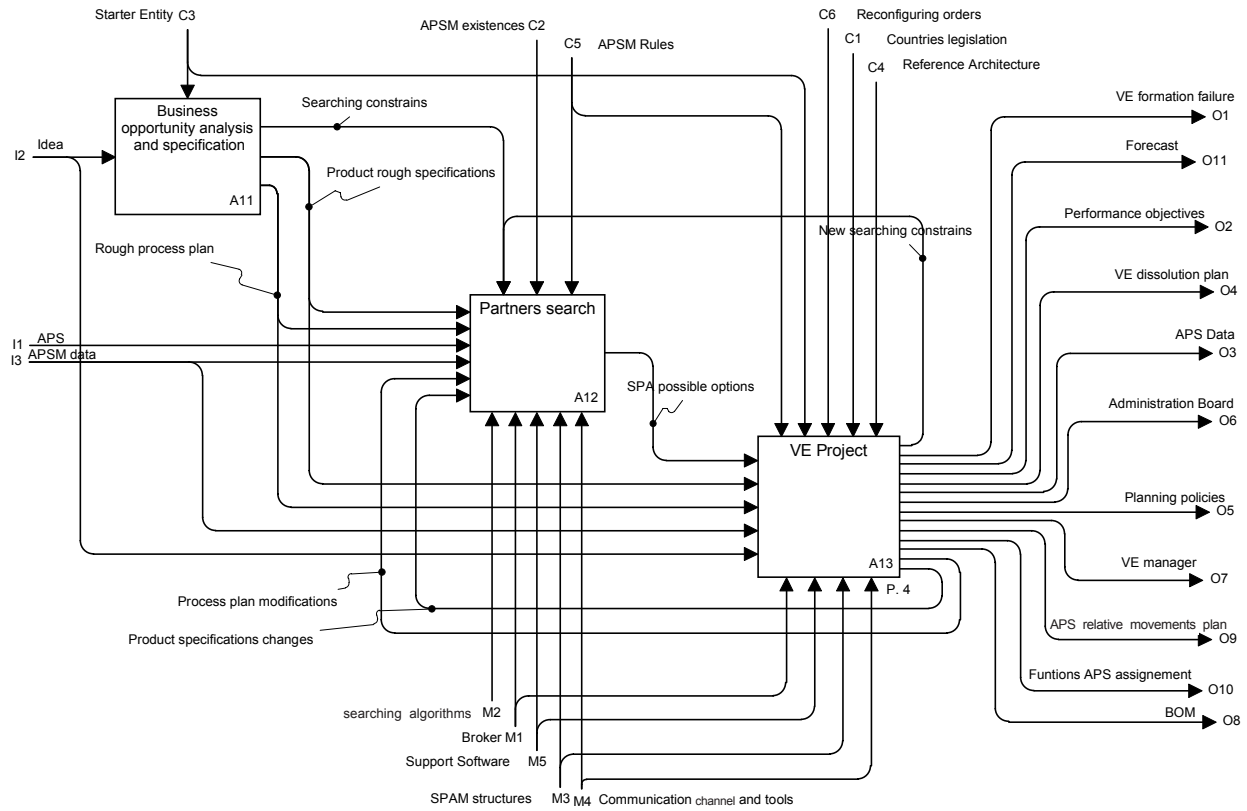 Starter Entity C3
APSM existences C2
C5 APSM Rules
C6 Reconfiguring orders
C1 Countries legislation
C4 Reference Architecture
Business
opportunity analysis
and specification
A11
Searching constrains
I2 Idea
Product rough specifications
Rough process plan
New searching constrains
VE formation failure
O1
Forecast
O11
Performance objectives
O2
VE dissolution plan
O4
APS Data
O3
Administration Board
O6
Planning policies
O5
VE manager
O7
APS relative movements plan
O9
Funtions APS assignement
O10
BOM
O8
Partners search
A12
I1 APS
I3 APSM data
SPA possible options
VE Project
A13
P. 4
Process plan modifications
Product specifications changes
searching algorithms M2
Broker M1
Support Software M5
SPAM structures M3
M4 Communication channel and tools